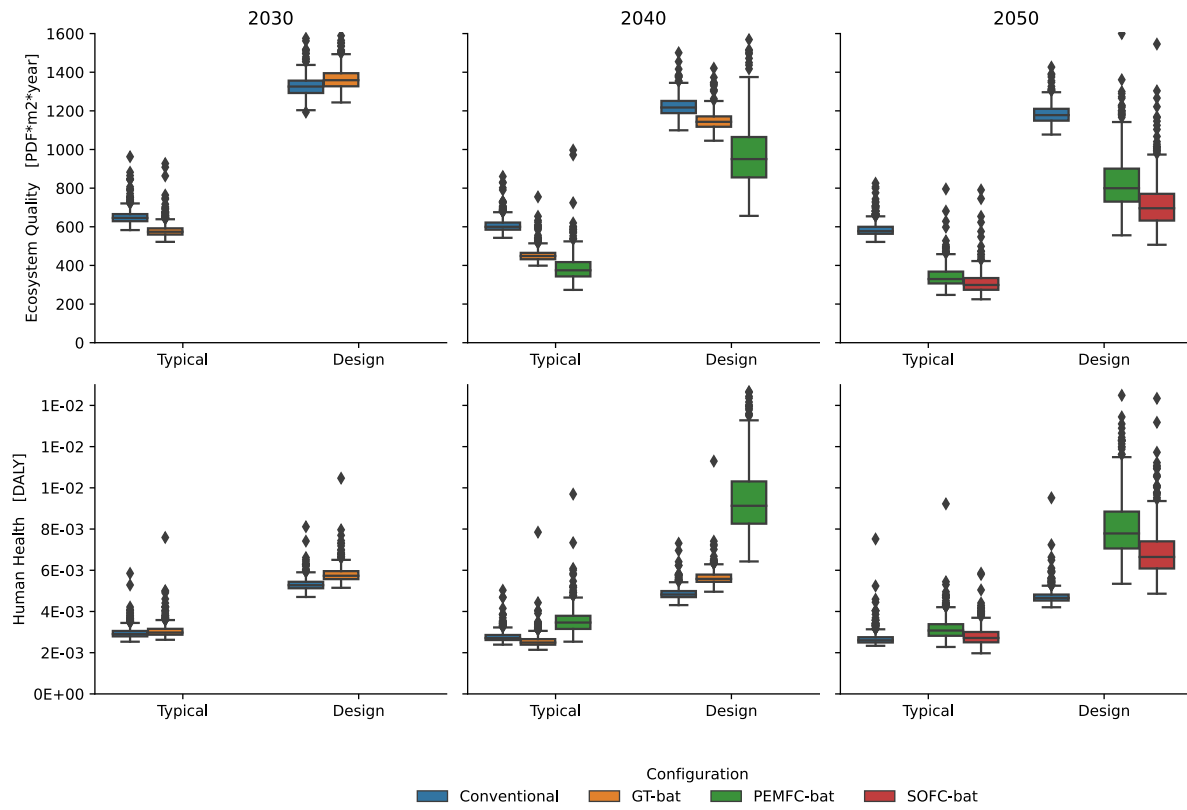 2030
2040
2050
Ecosystem Quality [PDF*m2*year]
1600
1400
1200
1000
800
600
400
200
0
Typical
Design
Typical
Design
Typical
Design
Human Health [DALY]
1E-02
1E-02
1E-02
8E-03
6E-03
4E-03
2E-03
0E+00
Typical
Design
Typical
Design
Typical
Design
Configuration
Conventional GT-bat PEMFC-bat SOFC-bat